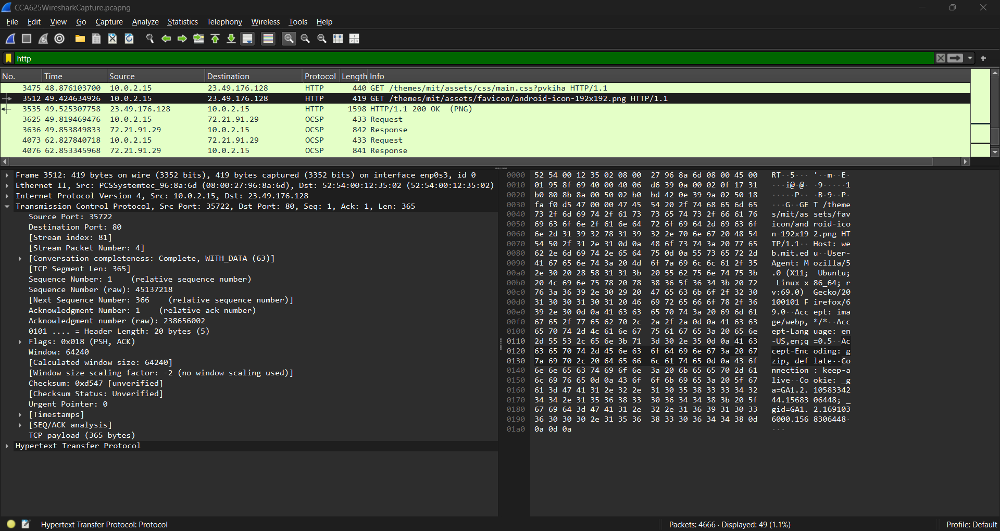 CCA625WiresharkCapture.pcapng
File Edit View Go Capture Analyze Statistics Telephony Wireless Tools Help
http
No. Time Source Destination Protocol Length Info
3475 48.876103700 10.0.2.15 23.49.176.128 HTTP 440 GET /themes/mit/assets/css/main.css?pvkiha HTTP/1.1
3512 49.424634926 10.0.2.15 23.49.176.128 HTTP 419 GET /themes/mit/assets/favicon/android-icon-192x192.png HTTP/1.1
3535 49.525307758 23.49.176.128 10.0.2.15 HTTP 1598 HTTP/1.1 200 OK (PNG)
3625 49.819469476 10.0.2.15 72.21.91.29 OCSP 433 Request
3636 49.853849833 72.21.91.29 10.0.2.15 OCSP 842 Response
4073 62.827840718 10.0.2.15 72.21.91.29 OCSP 433 Request
4076 62.853345968 72.21.91.29 10.0.2.15 OCSP 841 Response
Frame 3512: 419 bytes on wire (3352 bits), 419 bytes captured (3352 bits) on interface enp0s3, id 0
Ethernet II, Src: PCSSystemtec_96:8a:6d (08:00:27:96:8a:6d), Dst: 52:54:00:12:35:02 (52:54:00:12:35:02)
Internet Protocol Version 4, Src: 10.0.2.15, Dst: 23.49.176.128
Transmission Control Protocol, Src Port: 35722, Dst Port: 80, Seq: 1, Ack: 1, Len: 365
Source Port: 35722
Destination Port: 80
[Stream index: 81]
[Stream Packet Number: 4]
[Conversation completeness: Complete, WITH_DATA (63)]
[TCP Segment Len: 365]
Sequence Number: 1 (relative sequence number)
Sequence Number (raw): 45137218
[Next Sequence Number: 366 (relative sequence number)]
Acknowledgment Number: 1 (relative ack number)
Acknowledgment number (raw): 238656002
0101 .... = Header Length: 20 bytes (5)
Flags: 0x018 (PSH, ACK)
Window: 64240
[Calculated window size: 64240]
[Window size scaling factor: -2 (no window scaling used)]
Checksum: 0xd547 [unverified]
[Checksum Status: Unverified]
Urgent Pointer: 0
[Timestamps]
[SEQ/ACK analysis]
TCP payload (365 bytes)
Hypertext Transfer Protocol
0000 52 54 00 12 35 02 08 00 27 96 8a 6d 08 00 45 00 RT··5··· '··m··E·
0010 01 95 8f 69 40 00 40 06 d6 39 0a 00 02 0f 17 31 ···i@·@· ·9·····1
0020 b0 80 8b 8a 00 50 02 b0 bd 42 0e 39 9a 02 50 18 ·····P·· ·B·9··P·
0030 fa f0 d5 47 00 00 47 45 54 20 2f 74 68 65 6d 65 ···G··GE T /theme
0040 73 2f 6d 69 74 2f 61 73 73 65 74 73 2f 66 61 76 s/mit/as sets/fav
0050 69 63 6f 6e 2f 61 6e 64 72 6f 69 64 2d 69 63 6f icon/and roid-ico
0060 6e 2d 31 39 32 78 31 39 32 2e 70 6e 67 20 48 54 n-192x19 2.png HT
0070 54 50 2f 31 2e 31 0d 0a 48 6f 73 74 3a 20 77 65 TP/1.1·· Host: we
0080 62 2e 6d 69 74 2e 65 64 75 0d 0a 55 73 65 72 2d b.mit.ed u··User-
0090 41 67 65 6e 74 3a 20 4d 6f 7a 69 6c 6c 61 2f 35 Agent: M ozilla/5
00a0 2e 30 20 28 58 31 31 3b 20 55 62 75 6e 74 75 3b .0 (X11; Ubuntu;
00b0 20 4c 69 6e 75 78 20 78 38 36 5f 36 34 3b 20 72 Linux x 86_64; r
00c0 76 3a 36 39 2e 30 29 20 47 65 63 6b 6f 2f 32 30 v:69.0) Gecko/20
00d0 31 30 30 31 30 31 20 46 69 72 65 66 6f 78 2f 36 100101 F irefox/6
00e0 39 2e 30 0d 0a 41 63 63 65 70 74 3a 20 69 6d 61 9.0··Acc ept: ima
00f0 67 65 2f 77 65 62 70 2c 2a 2f 2a 0d 0a 41 63 63 ge/webp, */*··Acc
0100 65 70 74 2d 4c 61 6e 67 75 61 67 65 3a 20 65 6e ept-Lang uage: en
0110 2d 55 53 2c 65 6e 3b 71 3d 30 2e 35 0d 0a 41 63 -US,en;q =0.5··Ac
0120 63 65 70 74 2d 45 6e 63 6f 64 69 6e 67 3a 20 67 cept-Enc oding: g
0130 7a 69 70 2c 20 64 65 66 6c 61 74 65 0d 0a 43 6f zip, def late··Co
0140 6e 6e 65 63 74 69 6f 6e 3a 20 6b 65 65 70 2d 61 nnection : keep-a
0150 6c 69 76 65 0d 0a 43 6f 6f 6b 69 65 3a 20 5f 67 live··Co okie: _g
0160 61 3d 47 41 31 2e 32 2e 31 30 35 38 33 33 34 32 a=GA1.2. 10583342
0170 34 34 2e 31 35 36 38 33 30 36 34 34 38 3b 20 5f 44.15683 06448; _
0180 67 69 64 3d 47 41 31 2e 32 2e 31 36 39 31 30 33 gid=GA1. 2.169103
0190 36 30 30 30 2e 31 35 36 38 33 30 36 34 34 38 0d 6000.156 8306448·
01a0 0a 0d 0a ···
Hypertext Transfer Protocol: Protocol
Packets: 4666 · Displayed: 49 (1.1%)
Profile: Default